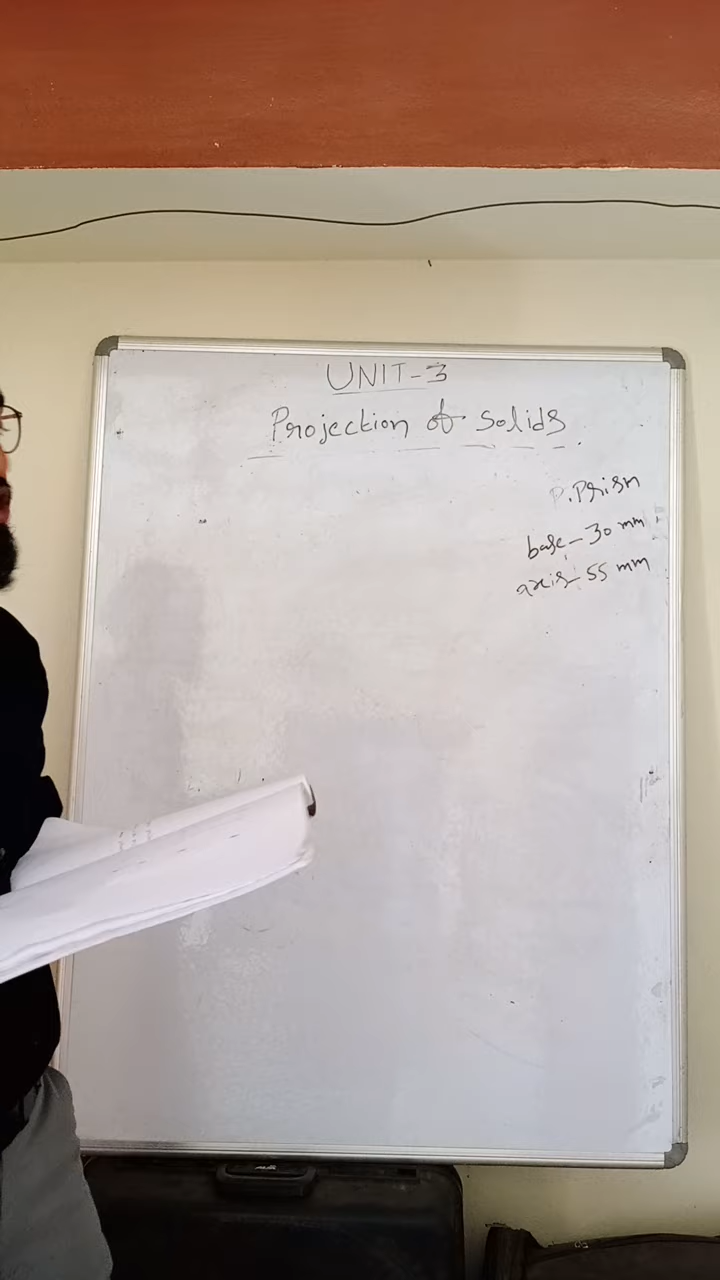 UNIT-3
Projection of Solids.
P.Prism
base - 30 mm
axis - 55 mm